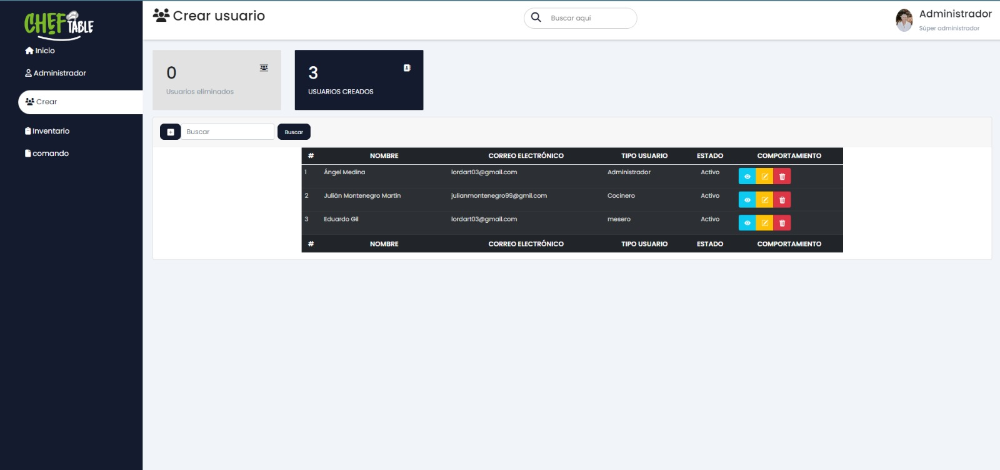 CHEF TABLE
Inicio
Administrador
Crear
Inventario
comando
Crear usuario
Buscar aquí
Administrador
Súper administrador
0
Usuarios eliminados
3
USUARIOS CREADOS
Buscar
Buscar
# NOMBRE CORREO ELECTRÓNICO TIPO USUARIO ESTADO COMPORTAMIENTO
1 Ángel Medina lordart03@gmail.com Administrador Activo
2 Julián Montenegro Martin julianmontenegro99@gmil.com Cocinero Activo
3 Eduardo Gil lordart03@gmail.com mesero Activo
# NOMBRE CORREO ELECTRÓNICO TIPO USUARIO ESTADO COMPORTAMIENTO